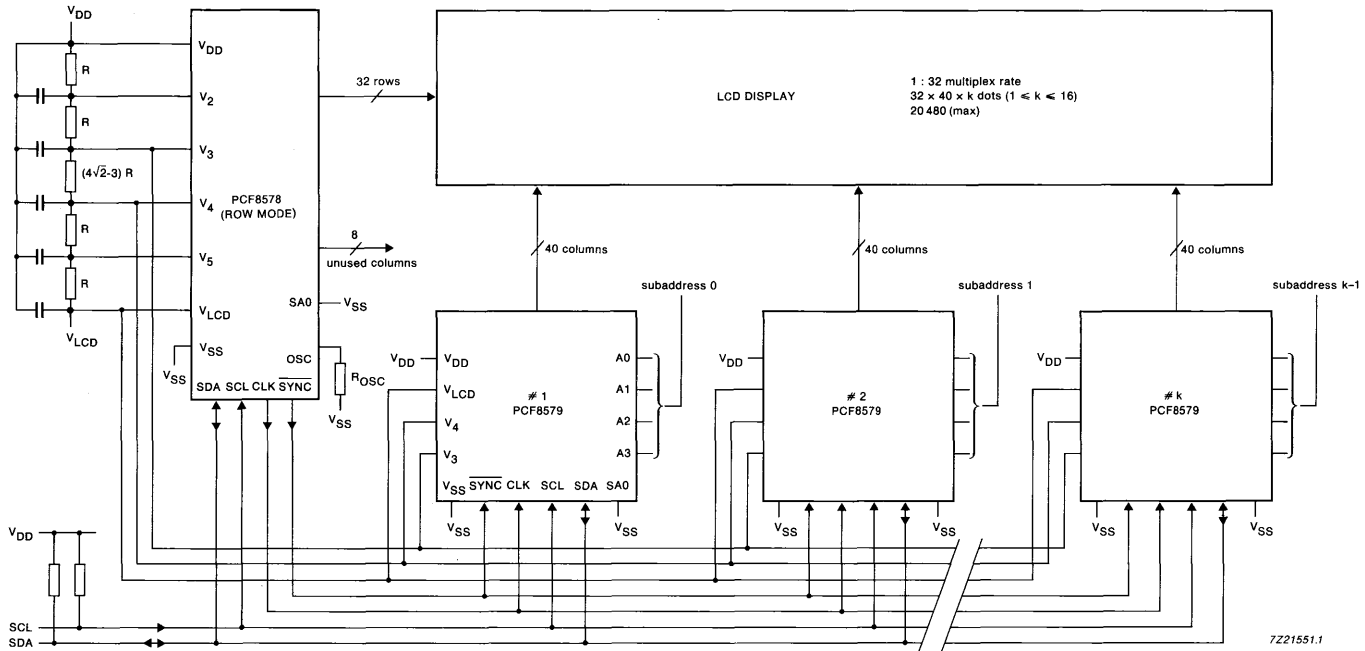 VDD
R
R
(4√2-3) R
R
R
VLCD
VDD
V2
V3
V4
V5
VLCD
VSS
VSS
PCF8578
(ROW MODE)
SA0
VSS
OSC
ROSC
VSS
SDA SCL CLK SYNC
32 rows
8
unused columns
LCD DISPLAY
1 : 32 multiplex rate
32 × 40 × k dots (1 ⩽ k ⩽ 16)
20 480 (max)
40 columns
40 columns
40 columns
subaddress 0
subaddress 1
subaddress k–1
VDD
VDD
VLCD
V4
V3
VSS
SYNC CLK SCL SDA SA0
# 1
PCF8579
A0
A1
A2
A3
VSS
VSS
VDD
# 2
PCF8579
VSS
VSS
VDD
# k
PCF8579
VSS
VSS
VDD
SCL
SDA
7Z21551.1